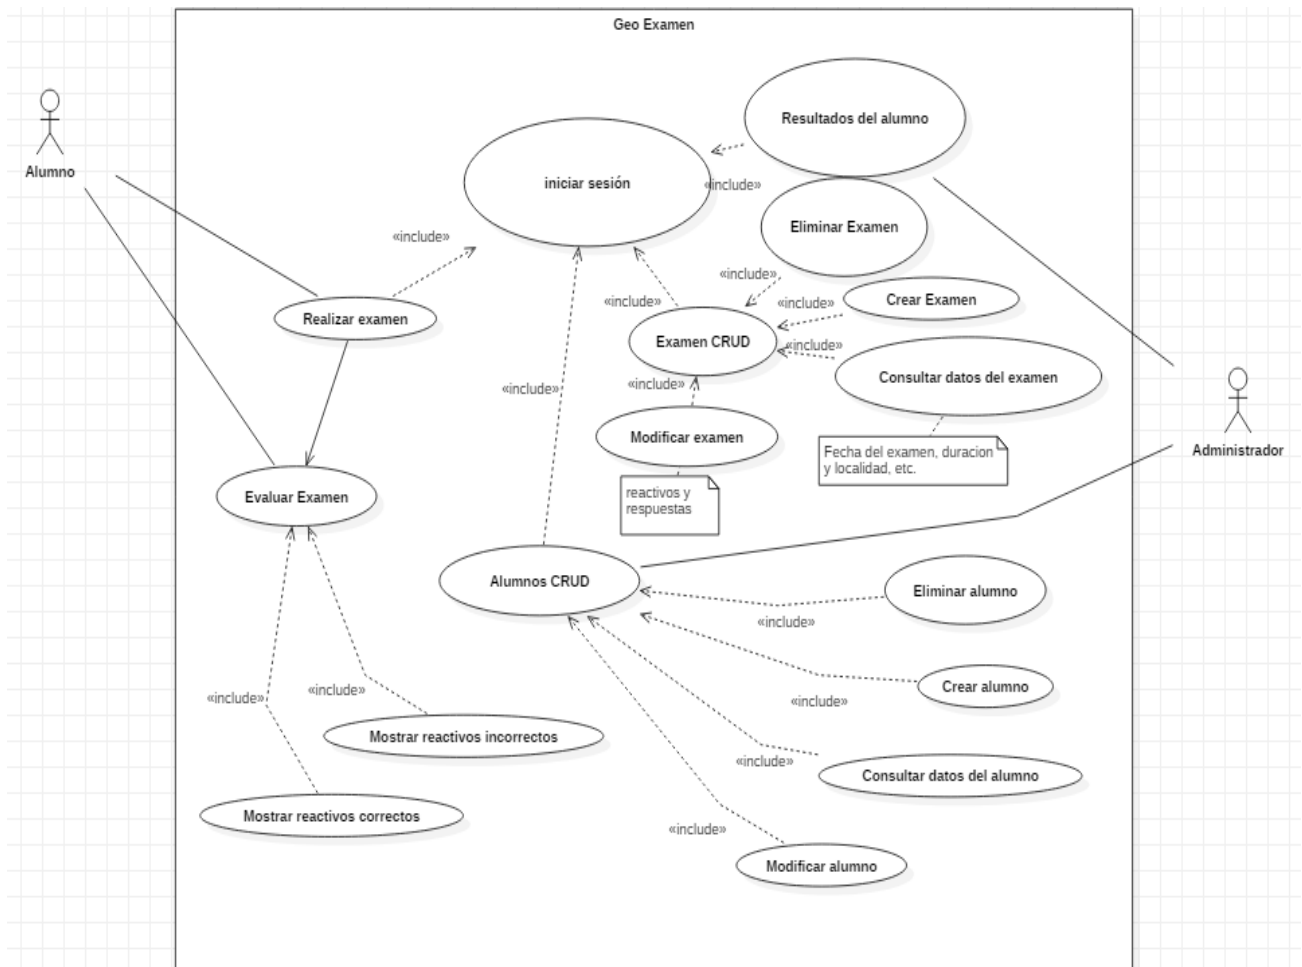 Geo Examen
Alumno
Resultados del alumno
iniciar sesión
«include»
Eliminar Examen
«include»
«include»
Crear Examen
«include»
«include»
Realizar examen
Examen CRUD
«include»
Consultar datos del examen
«include»
«include»
Modificar examen
Administrador
Fecha del examen, duracion
y localidad, etc.
reactivos y
respuestas
Evaluar Examen
Alumnos CRUD
Eliminar alumno
«include»
Crear alumno
«include»
«include»
«include»
Mostrar reactivos incorrectos
«include»
Consultar datos del alumno
Mostrar reactivos correctos
«include»
Modificar alumno